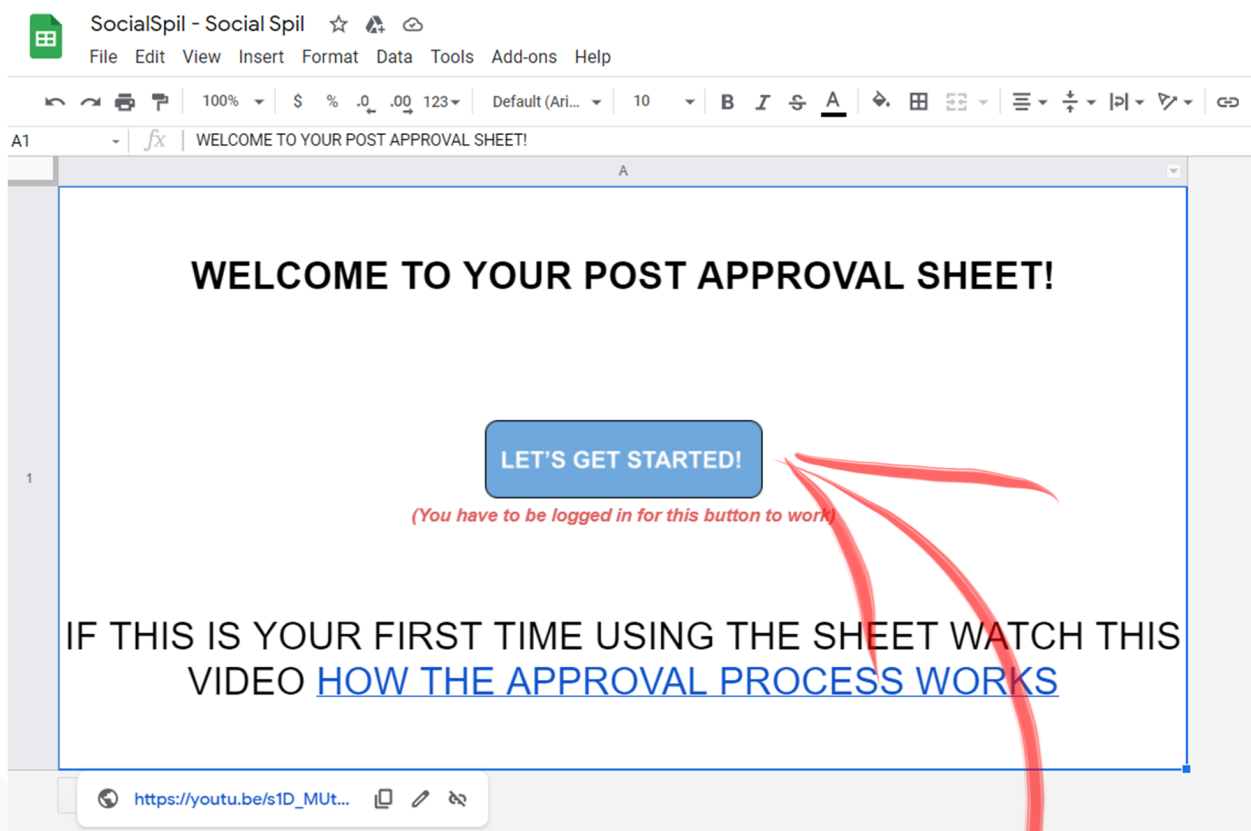 SocialSpil - Social Spil
File Edit View Insert Format Data Tools Add-ons Help
100% $ % .0 .00 123 Default (Ari... 10 B I S A
A1 fx WELCOME TO YOUR POST APPROVAL SHEET!
A
WELCOME TO YOUR POST APPROVAL SHEET!
LET'S GET STARTED!
1
(You have to be logged in for this button to work)
IF THIS IS YOUR FIRST TIME USING THE SHEET WATCH THIS
VIDEO HOW THE APPROVAL PROCESS WORKS
https://youtu.be/s1D_MUt...